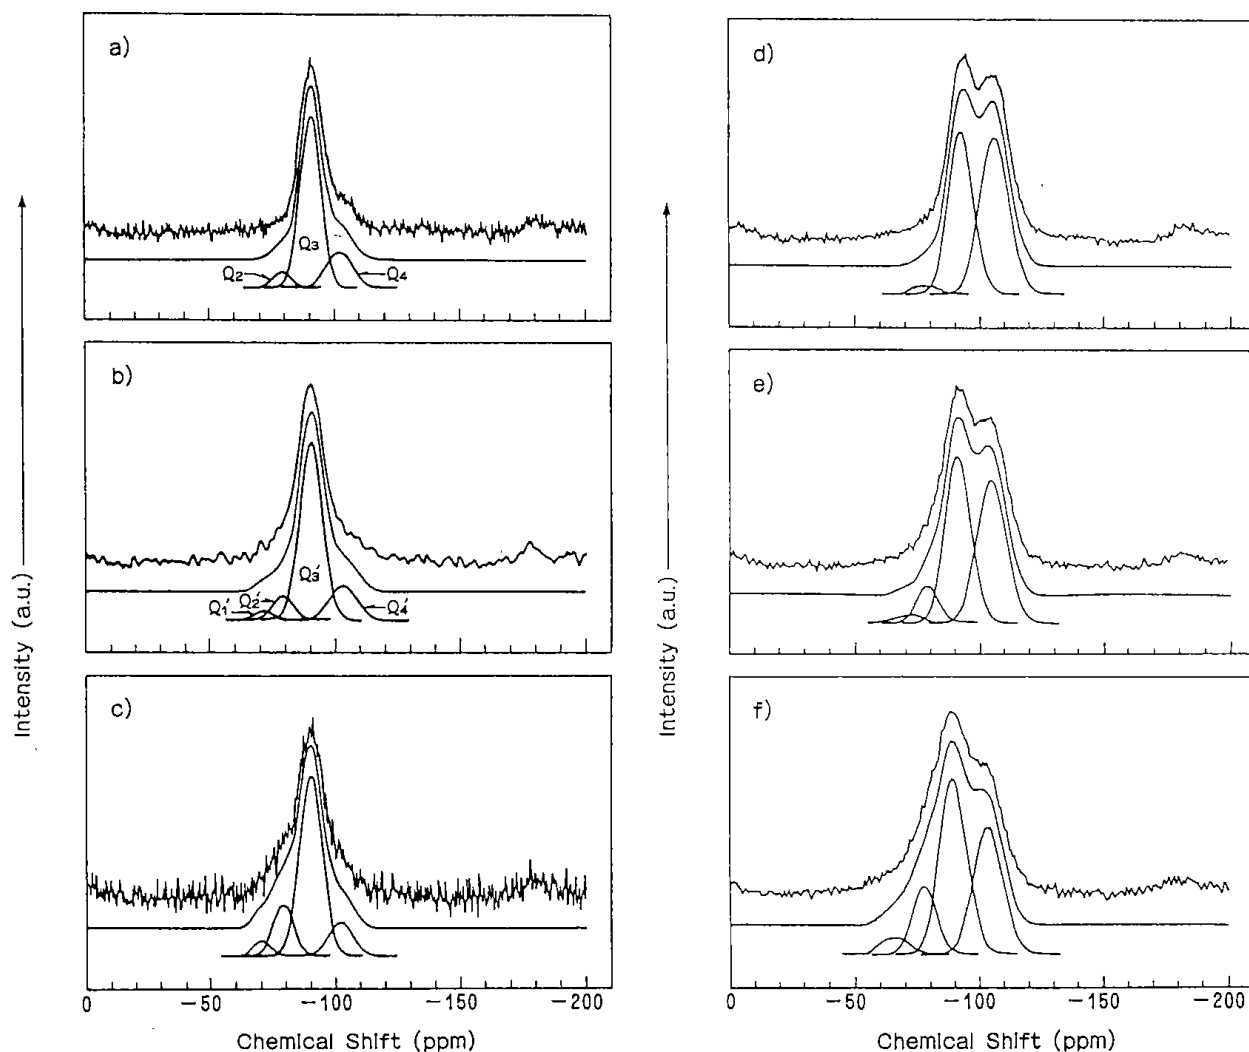 a)
Q3
Q2
Q4
b)
Q1'
Q2'
Q3'
Q4'
c)
0
−50
−100
−150
−200
Chemical Shift (ppm)
Intensity (a.u.)
d)
e)
f)
0
−50
−100
−150
−200
Chemical Shift (ppm)
Intensity (a.u.)